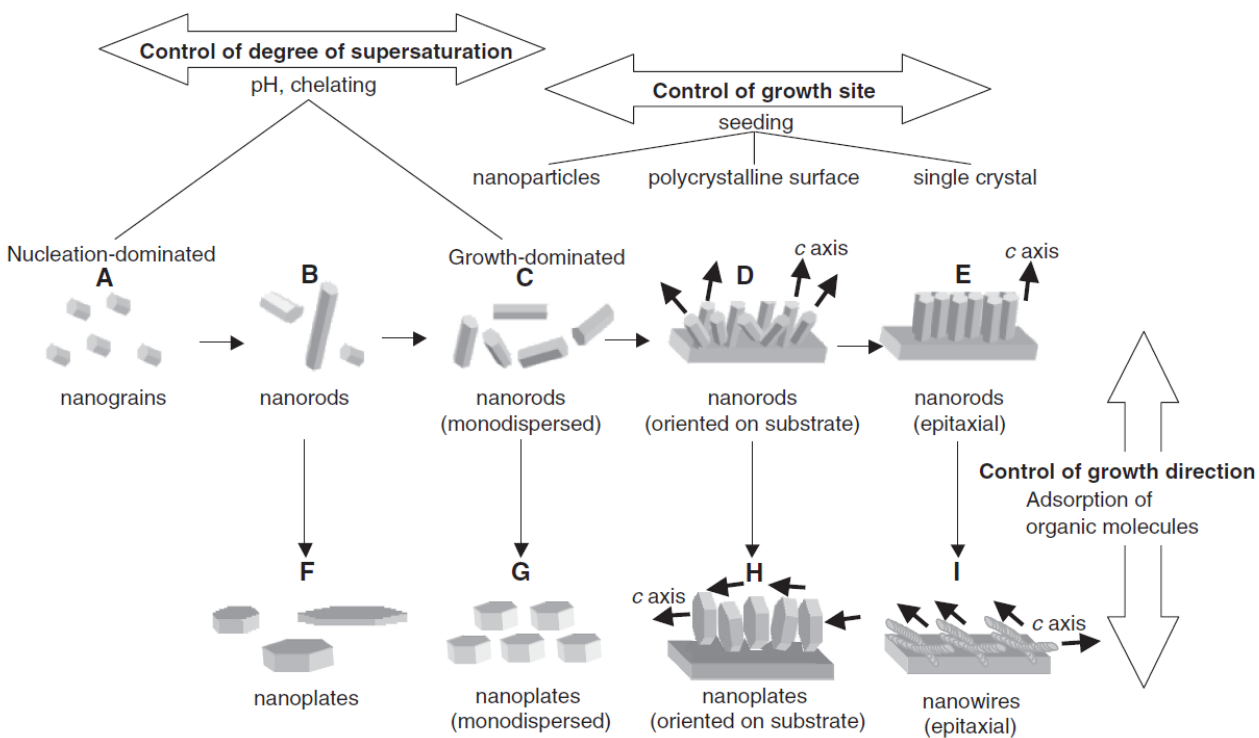 Control of degree of supersaturation
pH, chelating
Control of growth site
seeding
nanoparticles
polycrystalline surface
single crystal
Nucleation-dominated
A
B
Growth-dominated
C
D
c axis
E
c axis
nanograins
nanorods
nanorods
(monodispersed)
nanorods
(oriented on substrate)
nanorods
(epitaxial)
Control of growth direction
Adsorption of
organic molecules
F
G
H
I
c axis
c axis
nanoplates
nanoplates
(monodispersed)
nanoplates
(oriented on substrate)
nanowires
(epitaxial)